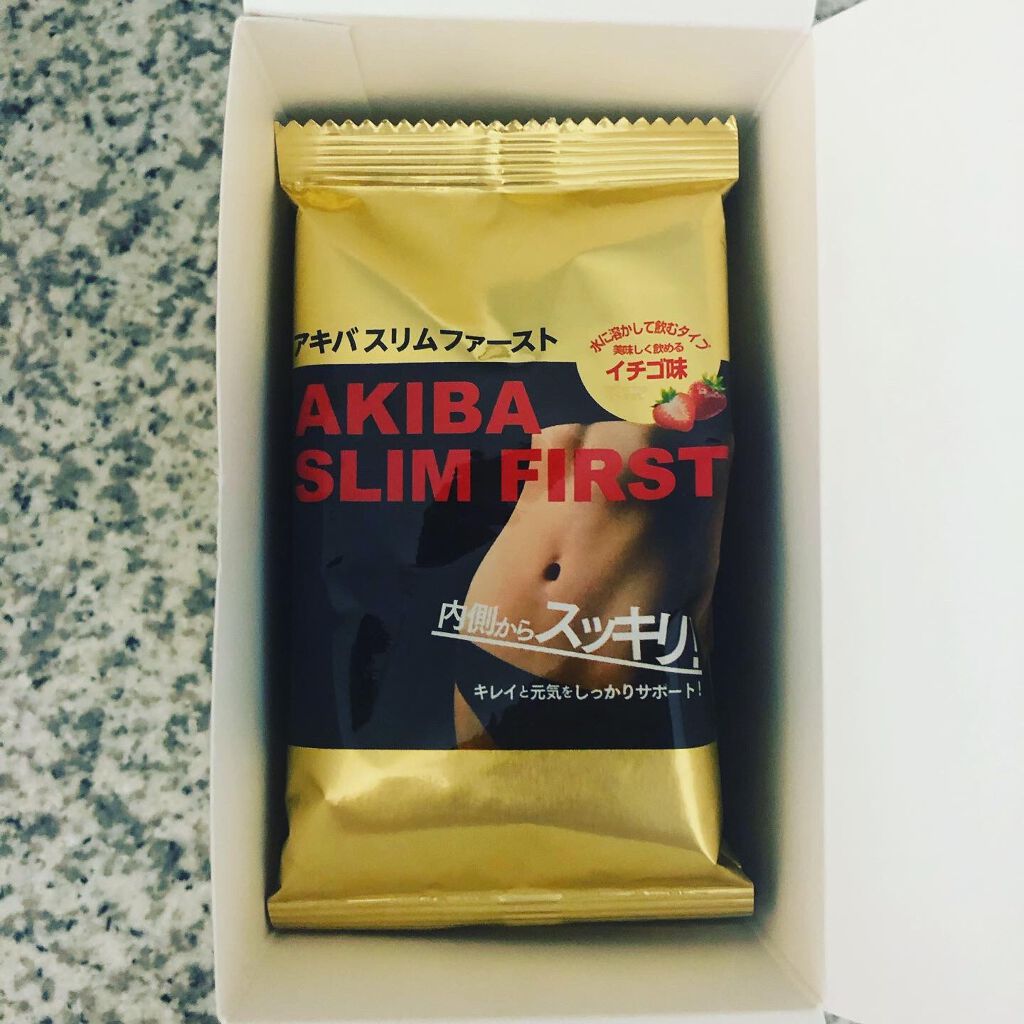 アキバ スリムファースト
水に溶かして飲むタイプ
美味しく飲める
イチゴ味
AKIBA
SLIM FIRST
内側からスッキリ!
キレイと元気をしっかりサポート!